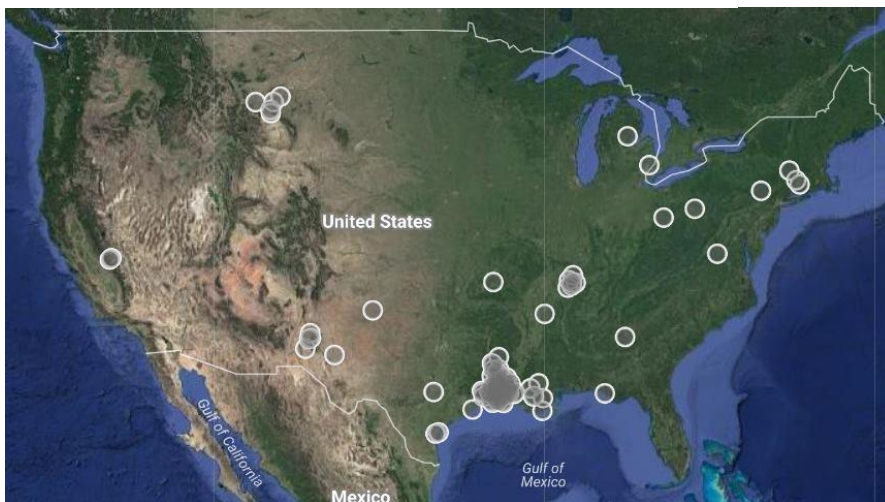 United States
Gulf of California
Gulf of
Mexico
Mexico